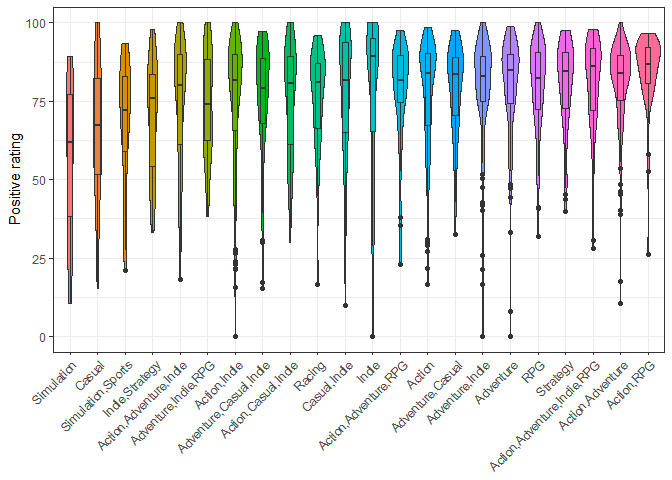 Positive rating
100
75
50
25
0
Simulation
Casual
Simulation,Sports
Indie,Strategy
Action,Adventure,Indie
Adventure,Indie,RPG
Action,Indie
Adventure,Casual,Indie
Action,Casual,Indie
Racing
Casual,Indie
Indie
Action,Adventure,RPG
Action
Adventure,Casual
Adventure,Indie
Adventure
RPG
Strategy
Action,Adventure,Indie,RPG
Action,Adventure
Action,RPG